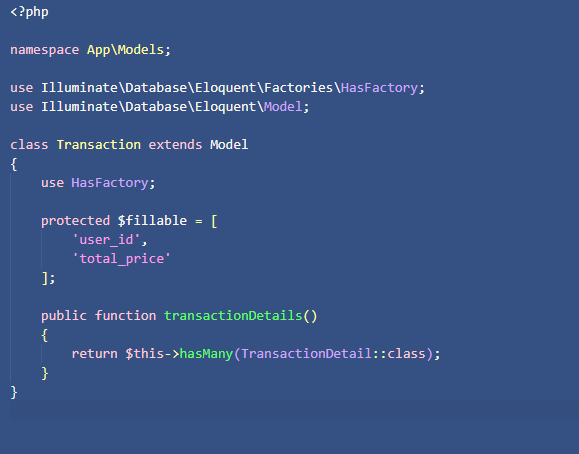 <?php
namespace App\Models;
use Illuminate\Database\Eloquent\Factories\HasFactory;
use Illuminate\Database\Eloquent\Model;
class Transaction extends Model
{
    use HasFactory;
    protected $fillable = [
        'user_id',
        'total_price'
    ];
    public function transactionDetails()
    {
        return $this->hasMany(TransactionDetail::class);
    }
}